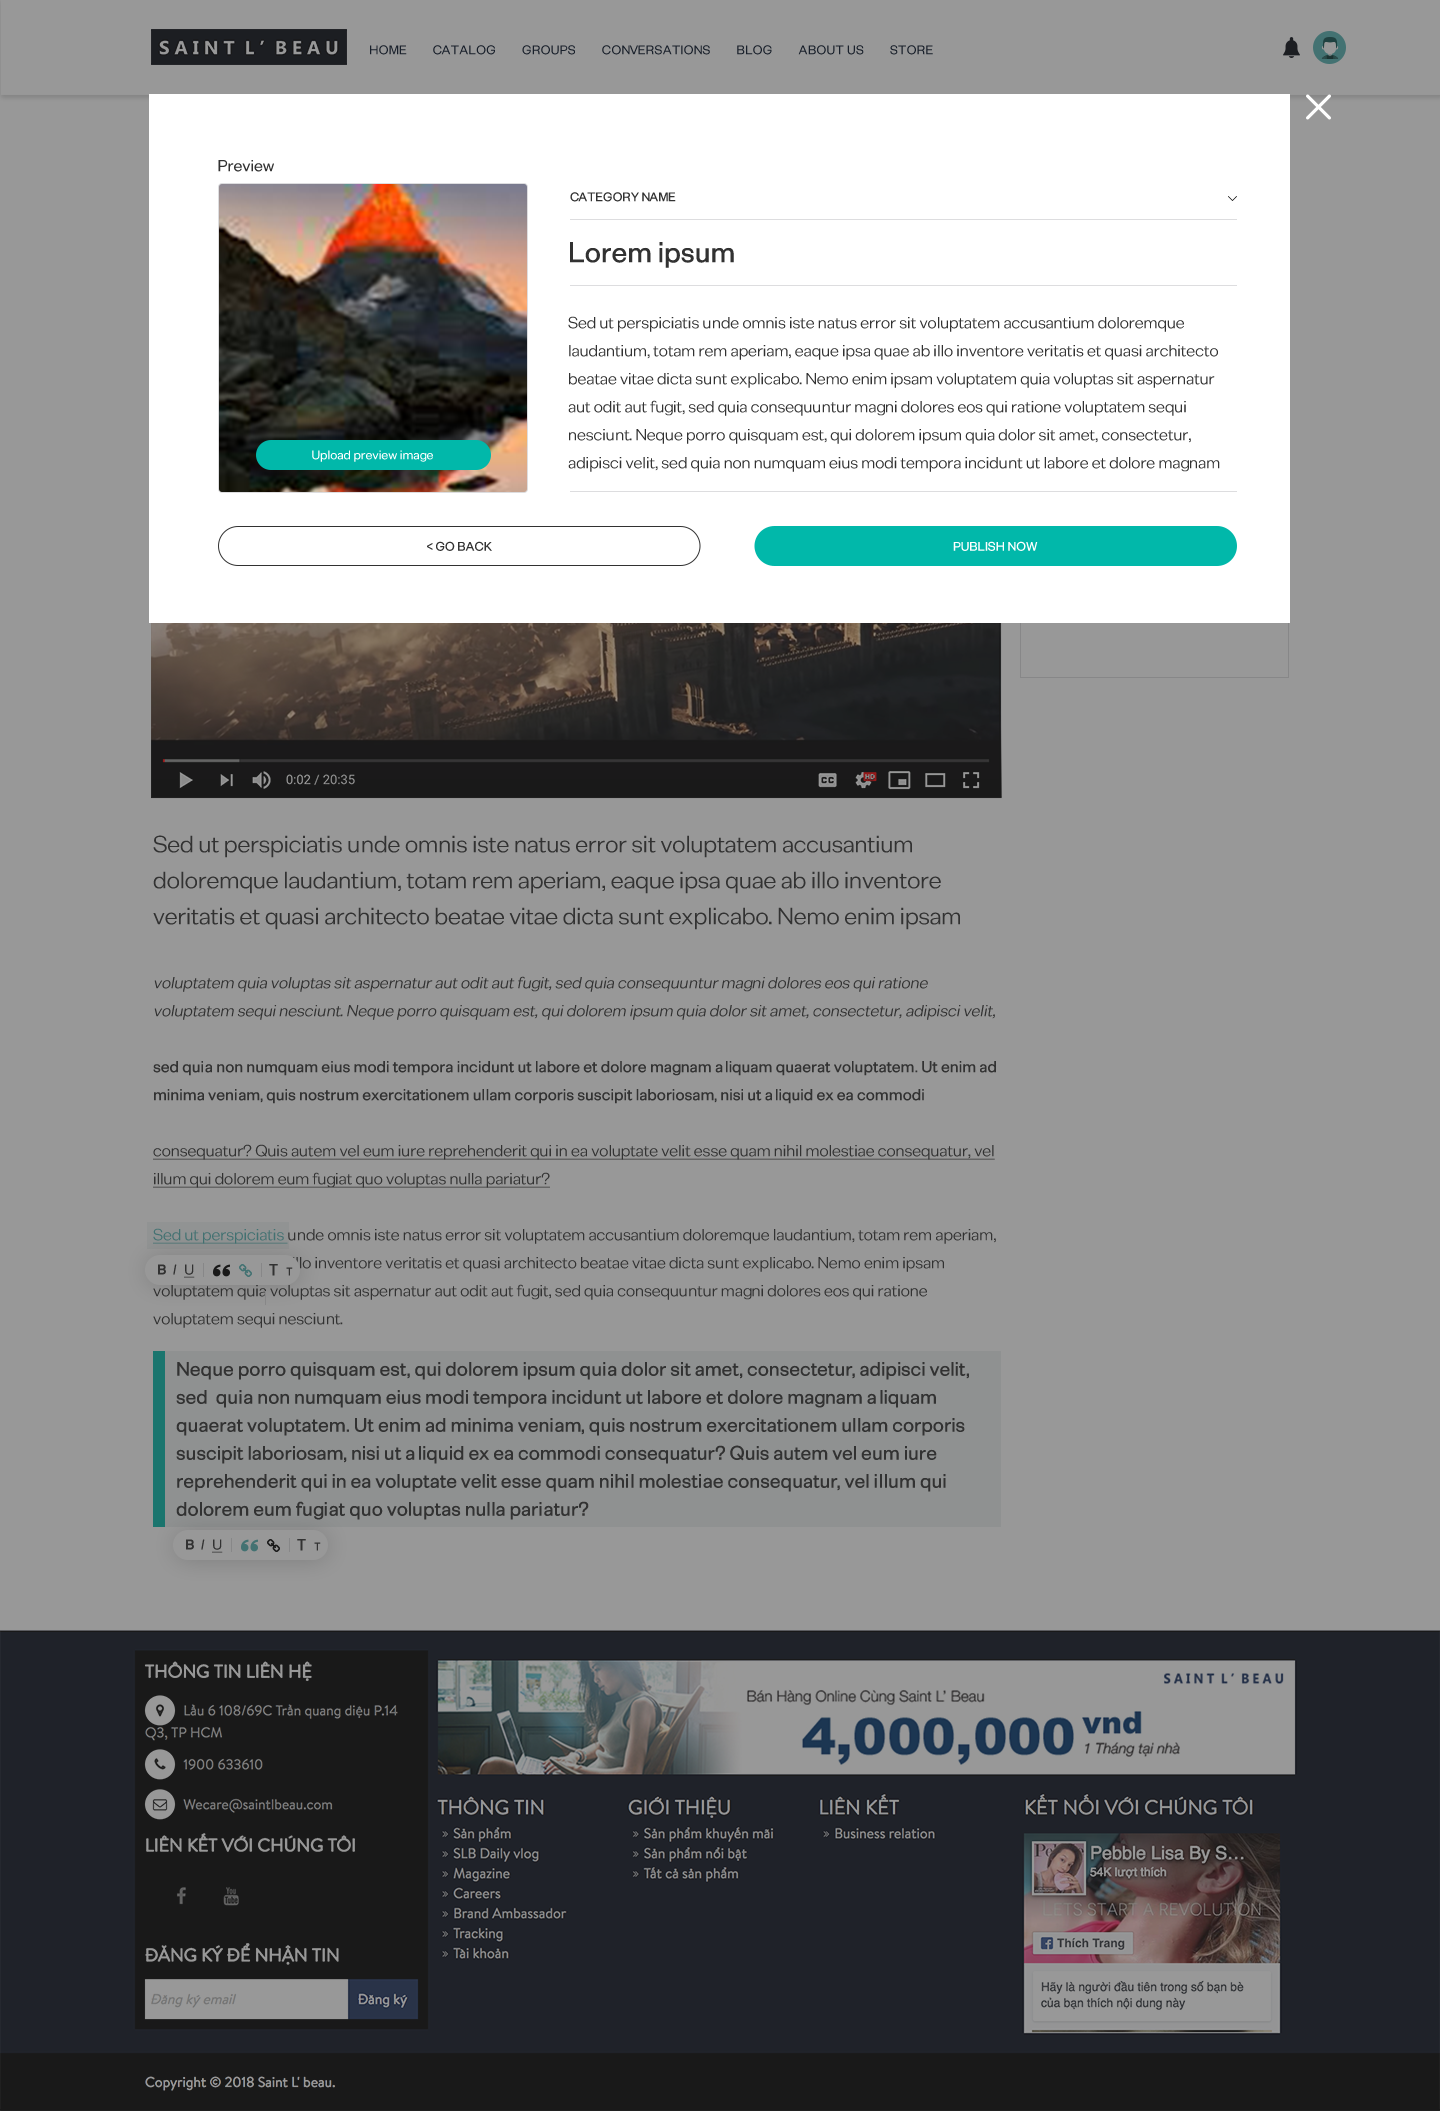 SAINT L' BEAU
HOME CATALOG GROUPS CONVERSATIONS BLOG ABOUT US STORE
Preview
Upload preview image
CATEGORY NAME
Lorem ipsum
Sed ut perspiciatis unde omnis iste natus error sit voluptatem accusantium doloremque
laudantium, totam rem aperiam, eaque ipsa quae ab illo inventore veritatis et quasi architecto
beatae vitae dicta sunt explicabo. Nemo enim ipsam voluptatem quia voluptas sit aspernatur
aut odit aut fugit, sed quia consequuntur magni dolores eos qui ratione voluptatem sequi
nesciunt. Neque porro quisquam est, qui dolorem ipsum quia dolor sit amet, consectetur,
adipisci velit, sed quia non numquam eius modi tempora incidunt ut labore et dolore magnam
< GO BACK
PUBLISH NOW
0:02 / 20:35
CC
HD
Sed ut perspiciatis unde omnis iste natus error sit voluptatem accusantium
doloremque laudantium, totam rem aperiam, eaque ipsa quae ab illo inventore
veritatis et quasi architecto beatae vitae dicta sunt explicabo. Nemo enim ipsam
voluptatem quia voluptas sit aspernatur aut odit aut fugit, sed quia consequuntur magni dolores eos qui ratione
voluptatem sequi nesciunt. Neque porro quisquam est, qui dolorem ipsum quia dolor sit amet, consectetur, adipisci velit,
sed quia non numquam eius modi tempora incidunt ut labore et dolore magnam aliquam quaerat voluptatem. Ut enim ad
minima veniam, quis nostrum exercitationem ullam corporis suscipit laboriosam, nisi ut aliquid ex ea commodi
consequatur? Quis autem vel eum iure reprehenderit qui in ea voluptate velit esse quam nihil molestiae consequatur, vel
illum qui dolorem eum fugiat quo voluptas nulla pariatur?
Sed ut perspiciatis unde omnis iste natus error sit voluptatem accusantium doloremque laudantium, totam rem aperiam,
B I U T T
llo inventore veritatis et quasi architecto beatae vitae dicta sunt explicabo. Nemo enim ipsam
voluptatem quia voluptas sit aspernatur aut odit aut fugit, sed quia consequuntur magni dolores eos qui ratione
voluptatem sequi nesciunt.
Neque porro quisquam est, qui dolorem ipsum quia dolor sit amet, consectetur, adipisci velit,
sed quia non numquam eius modi tempora incidunt ut labore et dolore magnam aliquam
quaerat voluptatem. Ut enim ad minima veniam, quis nostrum exercitationem ullam corporis
suscipit laboriosam, nisi ut aliquid ex ea commodi consequatur? Quis autem vel eum iure
reprehenderit qui in ea voluptate velit esse quam nihil molestiae consequatur, vel illum qui
dolorem eum fugiat quo voluptas nulla pariatur?
B I U T T
THÔNG TIN LIÊN HỆ
Lầu 6 108/69C Trần quang diệu P.14
Q3, TP HCM
1900 633610
Wecare@saintlbeau.com
LIÊN KẾT VỚI CHÚNG TÔI
You Tube
ĐĂNG KÝ ĐỂ NHẬN TIN
Đăng ký email
Đăng ký
SAINT L' BEAU
Bán Hàng Online Cùng Saint L' Beau
4,000,000 vnd
1 Tháng tại nhà
THÔNG TIN
» Sản phẩm
» SLB Daily vlog
» Magazine
» Careers
» Brand Ambassador
» Tracking
» Tài khoản
GIỚI THIỆU
» Sản phẩm khuyến mãi
» Sản phẩm nổi bật
» Tất cả sản phẩm
LIÊN KẾT
» Business relation
KẾT NỐI VỚI CHÚNG TÔI
Pebble Lisa By S...
54K lượt thích
LETS START A REVOLUTION
Thích Trang
Hãy là người đầu tiên trong số bạn bè
của bạn thích nội dung này
Copyright © 2018 Saint L' beau.